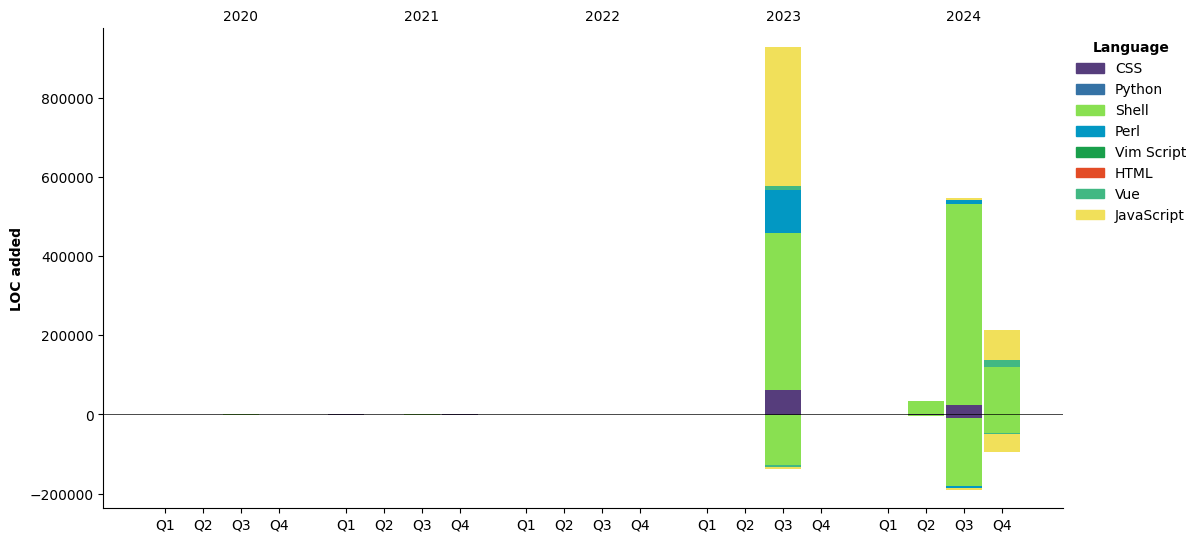 2020 2021 2022 2023 2024
LOC added
800000
600000
400000
200000
0
−200000
Q1 Q2 Q3 Q4 Q1 Q2 Q3 Q4 Q1 Q2 Q3 Q4 Q1 Q2 Q3 Q4 Q1 Q2 Q3 Q4
Language
CSS
Python
Shell
Perl
Vim Script
HTML
Vue
JavaScript